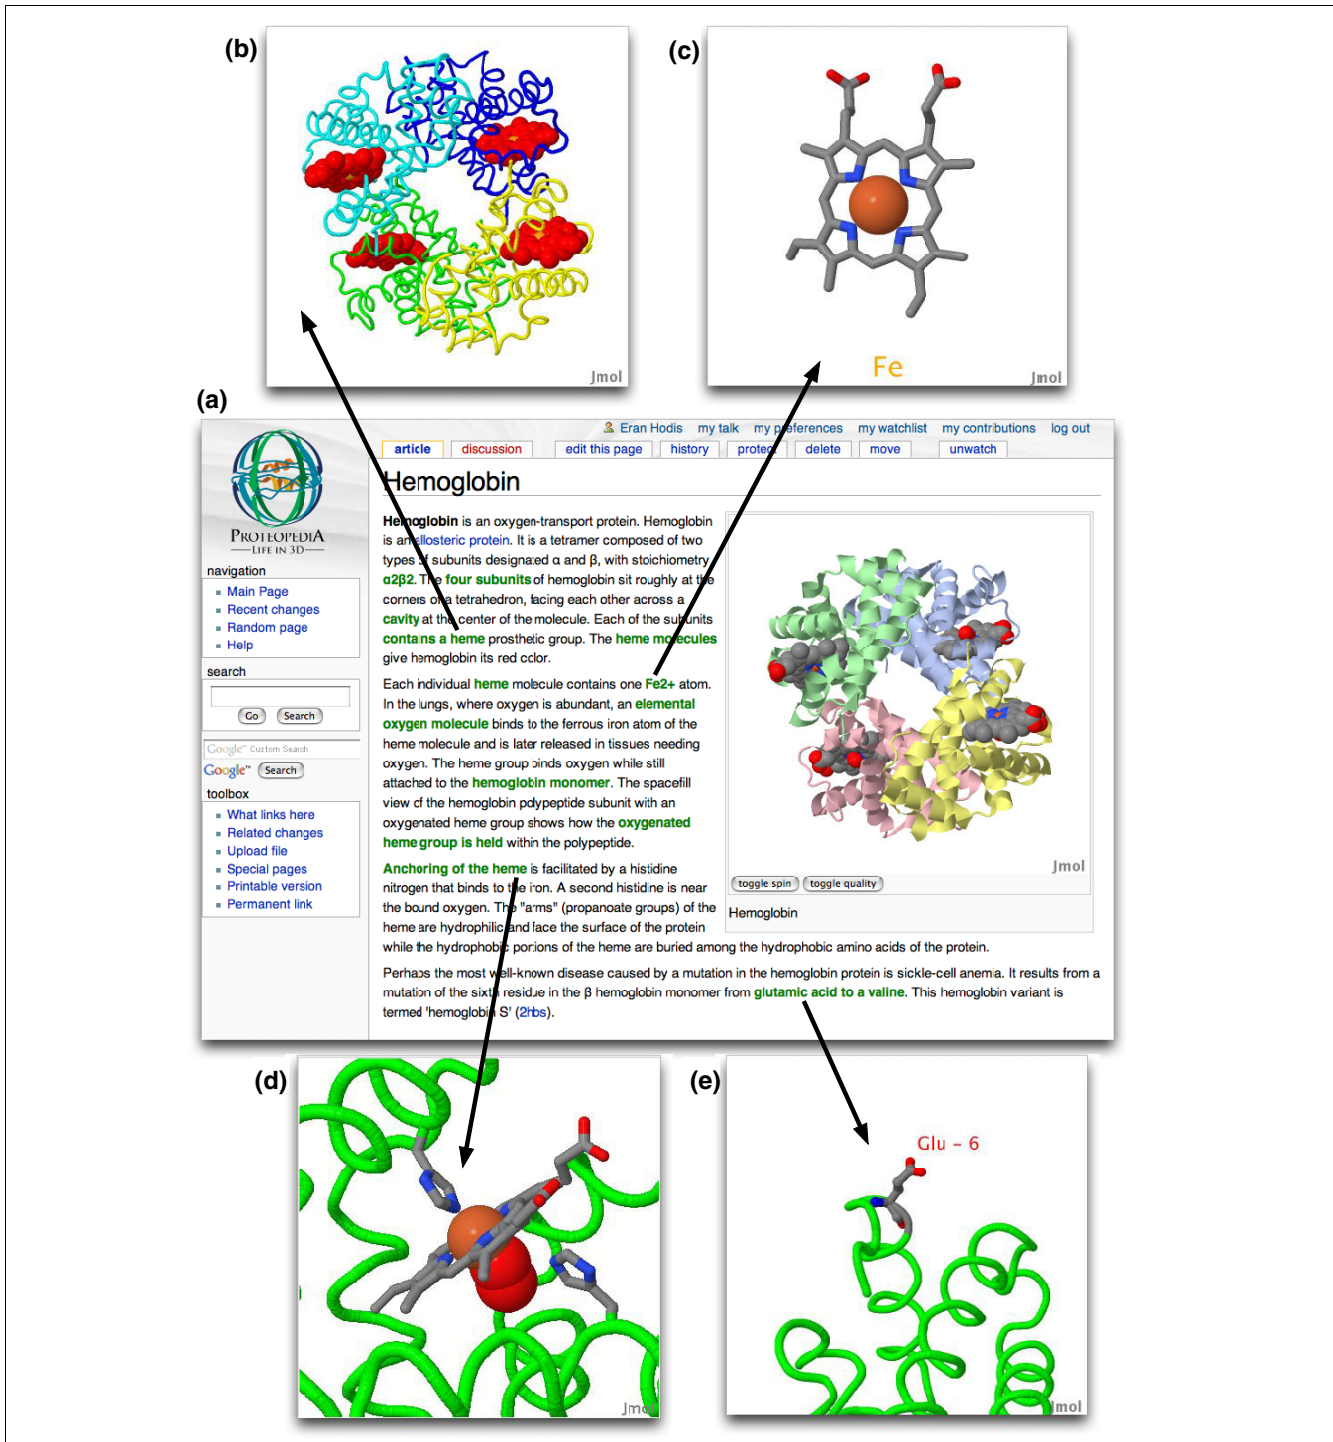 (b)
(c)
Jmol
Fe
Jmol
(a)
Eran Hodis my talk my preferences my watchlist my contributions log out
article discussion edit this page history protect delete move unwatch
PROTEOPEDIA
LIFE IN 3D
navigation
Main Page
Recent changes
Random page
Help
search
Go Search
Google™ Custom Search
Google™ Search
toolbox
What links here
Related changes
Upload file
Special pages
Printable version
Permanent link
Hemoglobin
Hemoglobin is an oxygen-transport protein. Hemoglobin
is an allosteric protein. It is a tetramer composed of two
types of subunits designated α and β, with stoichiometry
α2β2. The four subunits of hemoglobin sit roughly at the
corners of a tetrahedron, facing each other across a
cavity at the center of the molecule. Each of the subunits
contains a heme prosthetic group. The heme molecules
give hemoglobin its red color.
Each individual heme molecule contains one Fe2+ atom.
In the lungs, where oxygen is abundant, an elemental
oxygen molecule binds to the ferrous iron atom of the
heme molecule and is later released in tissues needing
oxygen. The heme group binds oxygen while still
attached to the hemoglobin monomer. The spacefill
view of the hemoglobin polypeptide subunit with an
oxygenated heme group shows how the oxygenated
heme group is held within the polypeptide.
Anchoring of the heme is facilitated by a histidine
nitrogen that binds to the iron. A second histidine is near
the bound oxygen. The "arms" (propanoate groups) of the
heme are hydrophilic and face the surface of the protein
while the hydrophobic portions of the heme are buried among the hydrophobic amino acids of the protein.
Perhaps the most well-known disease caused by a mutation in the hemoglobin protein is sickle-cell anemia. It results from a
mutation of the sixth residue in the β hemoglobin monomer from glutamic acid to a valine. This hemoglobin variant is
termed 'hemoglobin S' (2hbs).
Jmol
toggle spin toggle quality
Hemoglobin
(d)
(e)
Glu - 6
Jmol
Jmol